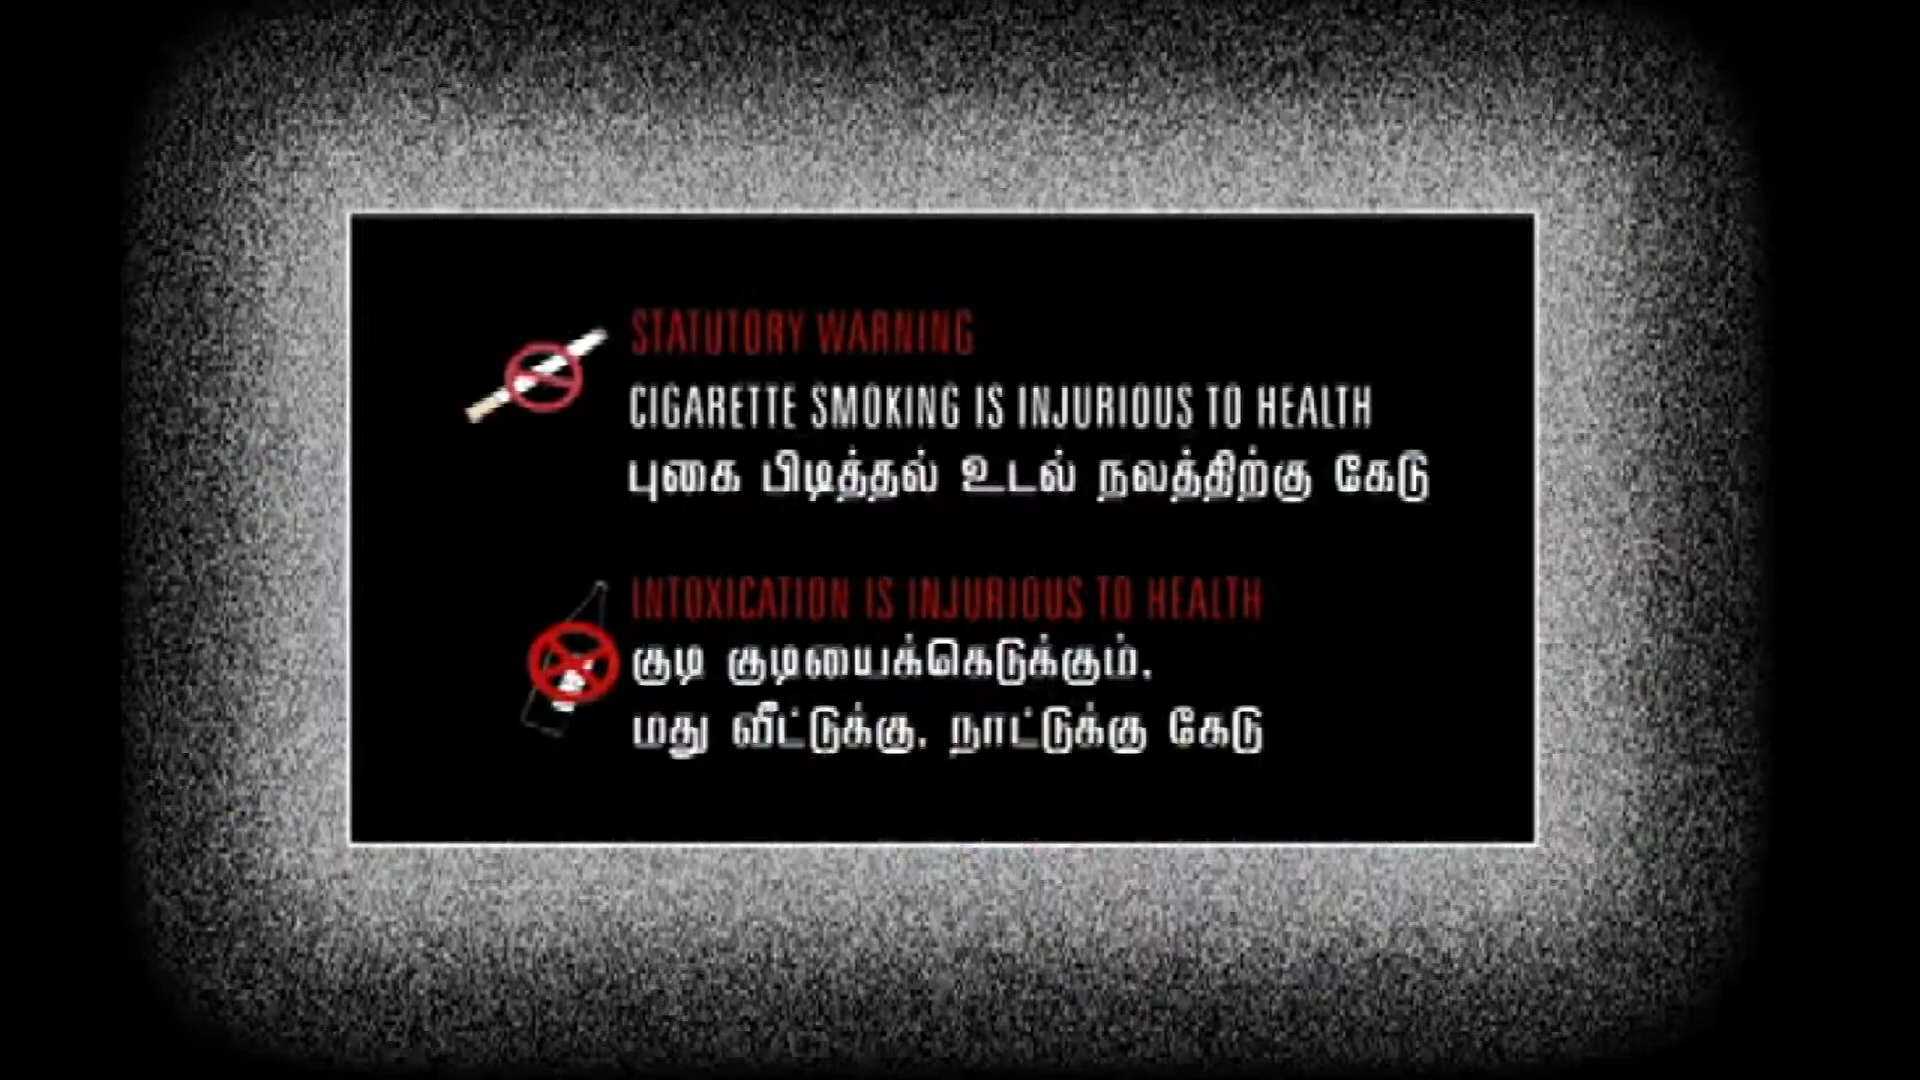 STATUTORY WARNING
CIGARETTE SMOKING IS INJURIOUS TO HEALTH
புகை பிடித்தல் உடல் நலத்திற்கு கேடு
INTOXICATION IS INJURIOUS TO HEALTH
குடி குடியைக்கெடுக்கும்.
மது வீட்டுக்கு. நாட்டுக்கு கேடு